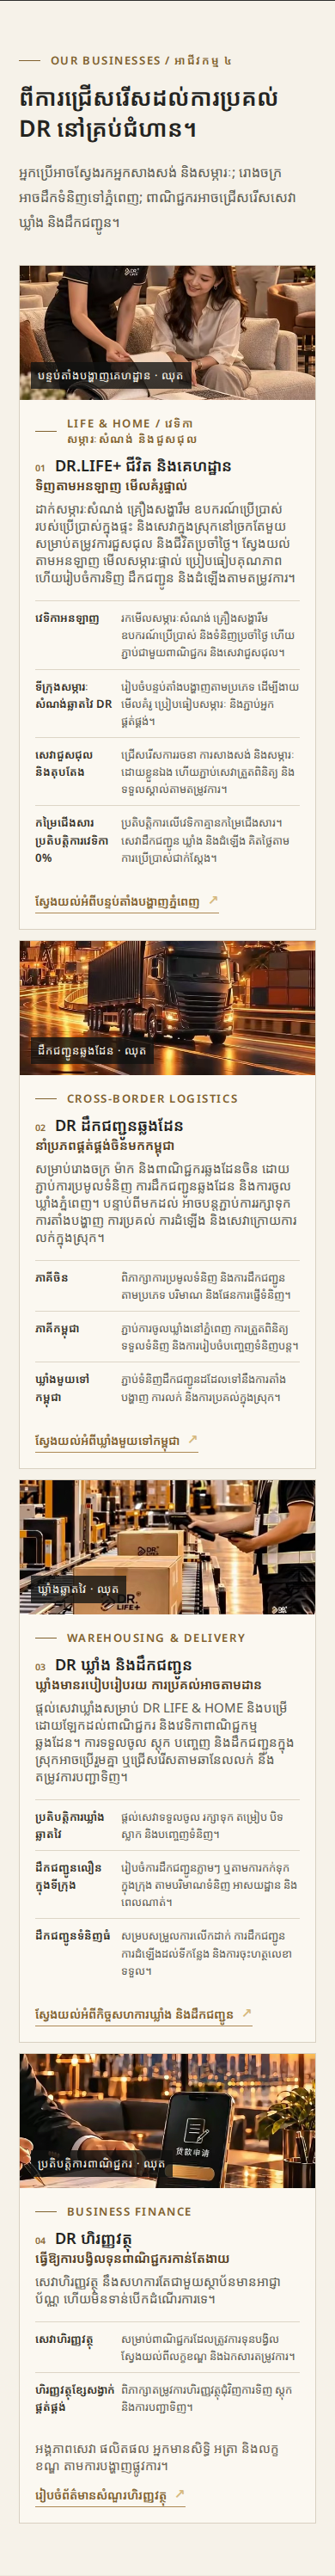 OUR BUSINESSES / អាជីវកម្ម ៤
ពីការជ្រើសរើសដល់ការប្រគល់
DR នៅគ្រប់ជំហាន។
អ្នកប្រើអាចស្វែងរកអ្នកសាងសង់ និងសម្ភារៈ; រោងចក្រ
អាចដឹកទំនិញទៅភ្នំពេញ; ពាណិជ្ជករអាចជ្រើសរើសសេវា
ឃ្លាំង និងដឹកជញ្ជូន។
បន្ទប់តាំងបង្ហាញគេហដ្ឋាន · ឈុត
LIFE & HOME / វេទិកា
សម្ភារៈសំណង់ និងជួសជុល
01 DR.LIFE+ ជីវិត និងគេហដ្ឋាន
ទិញតាមអនឡាញ មើលគំរូផ្ទាល់
ដាក់សម្ភារៈសំណង់ គ្រឿងសង្ហារឹម ឧបករណ៍ប្រើប្រាស់
របស់ប្រើប្រាស់ក្នុងផ្ទះ និងសេវាក្នុងស្រុកនៅច្រកតែមួយ
សម្រាប់តម្រូវការជួសជុល និងជីវិតប្រចាំថ្ងៃ។ ស្វែងយល់
តាមអនឡាញ មើលសម្ភារៈផ្ទាល់ ប្រៀបធៀបគុណភាព
ហើយរៀបចំការទិញ ដឹកជញ្ជូន និងដំឡើងតាមតម្រូវការ។
វេទិកាអនឡាញ
រកមើលសម្ភារៈសំណង់ គ្រឿងសង្ហារឹម
ឧបករណ៍ប្រើប្រាស់ និងទំនិញប្រចាំថ្ងៃ ហើយ
ភ្ជាប់ជាមួយពាណិជ្ជករ និងសេវាជួសជុល។
ទីក្រុងសម្ភារៈ
សំណង់ឆ្លាតវៃ DR
រៀបចំបន្ទប់តាំងបង្ហាញតាមប្រភេទ ដើម្បីងាយ
មើលគំរូ ប្រៀបធៀបសម្ភារៈ និងភ្ជាប់អ្នក
ផ្គត់ផ្គង់។
សេវាជួសជុល
និងតុបតែង
ជ្រើសរើសការរចនា ការសាងសង់ និងសម្ភារៈ
ដោយខ្លួនឯង ហើយភ្ជាប់សេវាត្រួតពិនិត្យ និង
ទទួលស្គាល់តាមតម្រូវការ។
កម្រៃជើងសារ
ប្រតិបត្តិការវេទិកា
0%
ប្រតិបត្តិការលើវេទិកាគ្មានកម្រៃជើងសារ។
សេវាដឹកជញ្ជូន ឃ្លាំង និងដំឡើង គិតថ្លៃតាម
ការប្រើប្រាស់ជាក់ស្តែង។
ស្វែងយល់អំពីបន្ទប់តាំងបង្ហាញភ្នំពេញ ↗
ដឹកជញ្ជូនឆ្លងដែន · ឈុត
CROSS-BORDER LOGISTICS
02 DR ដឹកជញ្ជូនឆ្លងដែន
នាំប្រភពផ្គត់ផ្គង់ចិនមកកម្ពុជា
សម្រាប់រោងចក្រ ម៉ាក និងពាណិជ្ជករឆ្លងដែនចិន ដោយ
ភ្ជាប់ការប្រមូលទំនិញ ការដឹកជញ្ជូនឆ្លងដែន និងការចូល
ឃ្លាំងភ្នំពេញ។ បន្ទាប់ពីមកដល់ អាចបន្តភ្ជាប់ការរក្សាទុក
ការតាំងបង្ហាញ ការប្រគល់ ការដំឡើង និងសេវាក្រោយការ
លក់ក្នុងស្រុក។
ភាគីចិន
ពិភាក្សាការប្រមូលទំនិញ និងការដឹកជញ្ជូន
តាមប្រភេទ បរិមាណ និងផែនការផ្ញើទំនិញ។
ភាគីកម្ពុជា
ភ្ជាប់ការចូលឃ្លាំងនៅភ្នំពេញ ការត្រួតពិនិត្យ
ទទួលទំនិញ និងការរៀបចំបញ្ចេញទំនិញបន្ត។
ឃ្លាំងមួយទៅ
កម្ពុជា
ភ្ជាប់ទំនិញដឹកជញ្ជូនដដែលទៅនឹងការតាំង
បង្ហាញ ការលក់ និងការប្រគល់ក្នុងស្រុក។
ស្វែងយល់អំពីឃ្លាំងមួយទៅកម្ពុជា ↗
ឃ្លាំងឆ្លាតវៃ · ឈុត
DR.
LIFE+
WAREHOUSING & DELIVERY
03 DR ឃ្លាំង និងដឹកជញ្ជូន
ឃ្លាំងមានរបៀបរៀបរយ ការប្រគល់អាចតាមដាន
ផ្តល់សេវាឃ្លាំងសម្រាប់ DR LIFE & HOME និងបម្រើ
ដោយឡែកដល់ពាណិជ្ជករ និងវេទិកាពាណិជ្ជកម្ម
ឆ្លងដែន។ ការទទួលចូល ស្តុក បញ្ចេញ និងដឹកជញ្ជូនក្នុង
ស្រុកអាចប្រើរួមគ្នា ឬជ្រើសរើសតាមឆានែលលក់ និង
តម្រូវការបញ្ជាទិញ។
ប្រតិបត្តិការឃ្លាំង
ឆ្លាតវៃ
ផ្តល់សេវាទទួលចូល រក្សាទុក តម្រៀប បិទ
ស្លាក និងបញ្ចេញទំនិញ។
ដឹកជញ្ជូនលឿន
ក្នុងទីក្រុង
រៀបចំការដឹកជញ្ជូនភ្លាមៗ ឬតាមការកក់ទុក
ក្នុងក្រុង តាមបរិមាណទំនិញ អាសយដ្ឋាន និង
ពេលណាត់។
ដឹកជញ្ជូនទំនិញធំ
សម្របសម្រួលការលើកដាក់ ការដឹកជញ្ជូន
ការដំឡើងដល់ទីកន្លែង និងការចុះហត្ថលេខា
ទទួល។
ស្វែងយល់អំពីកិច្ចសហការឃ្លាំង និងដឹកជញ្ជូន ↗
货款申请
ប្រតិបត្តិការពាណិជ្ជករ · ឈុត
BUSINESS FINANCE
04 DR ហិរញ្ញវត្ថុ
ធ្វើឱ្យការបង្វិលទុនពាណិជ្ជករកាន់តែងាយ
សេវាហិរញ្ញវត្ថុ នឹងសហការតែជាមួយស្ថាប័នមានអាជ្ញា
ប័ណ្ណ ហើយមិនទាន់បើកដំណើរការទេ។
សេវាហិរញ្ញវត្ថុ
សម្រាប់ពាណិជ្ជករដែលត្រូវការទុនបង្វិល
ស្វែងយល់ពីលក្ខខណ្ឌ និងឯកសារតម្រូវការ។
ហិរញ្ញវត្ថុខ្សែសង្វាក់
ផ្គត់ផ្គង់
ពិភាក្សាតម្រូវការហិរញ្ញវត្ថុជុំវិញការទិញ ស្តុក
និងការបញ្ជាទិញ។
អង្គភាពសេវា ផលិតផល អ្នកមានសិទ្ធិ អត្រា និងលក្ខ
ខណ្ឌ តាមការបង្ហាញផ្លូវការ។
រៀបចំព័ត៌មានសំណួរហិរញ្ញវត្ថុ ↗